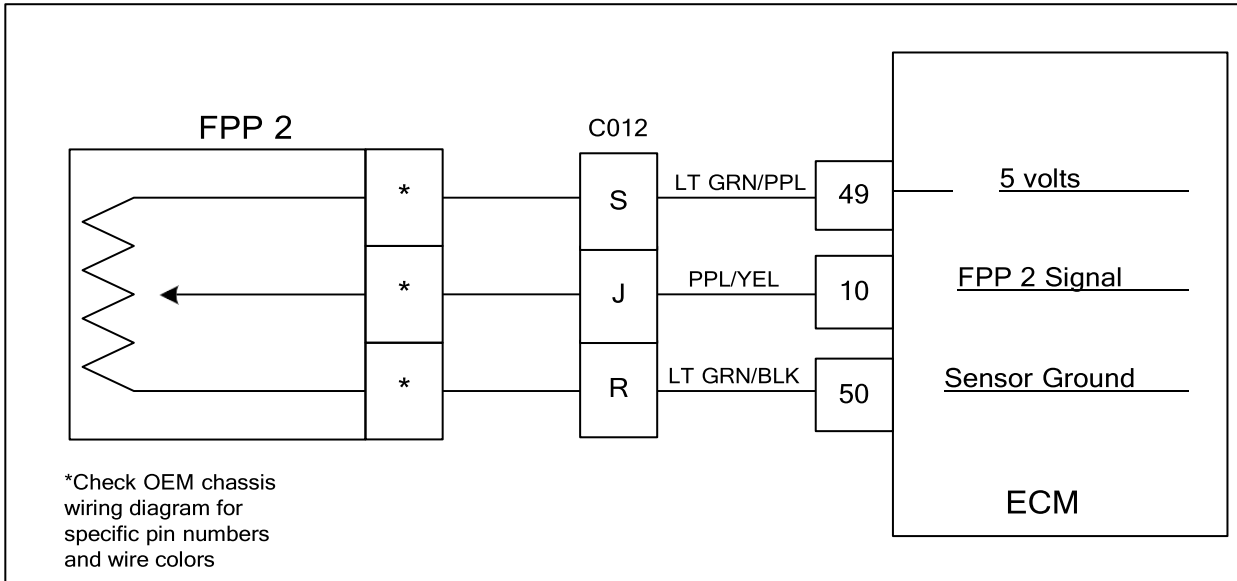 FPP 2
C012
*
S
LT GRN/PPL
49
5 volts
*
J
PPL/YEL
10
FPP 2 Signal
*
R
LT GRN/BLK
50
Sensor Ground
ECM
*Check OEM chassis
wiring diagram for
specific pin numbers
and wire colors